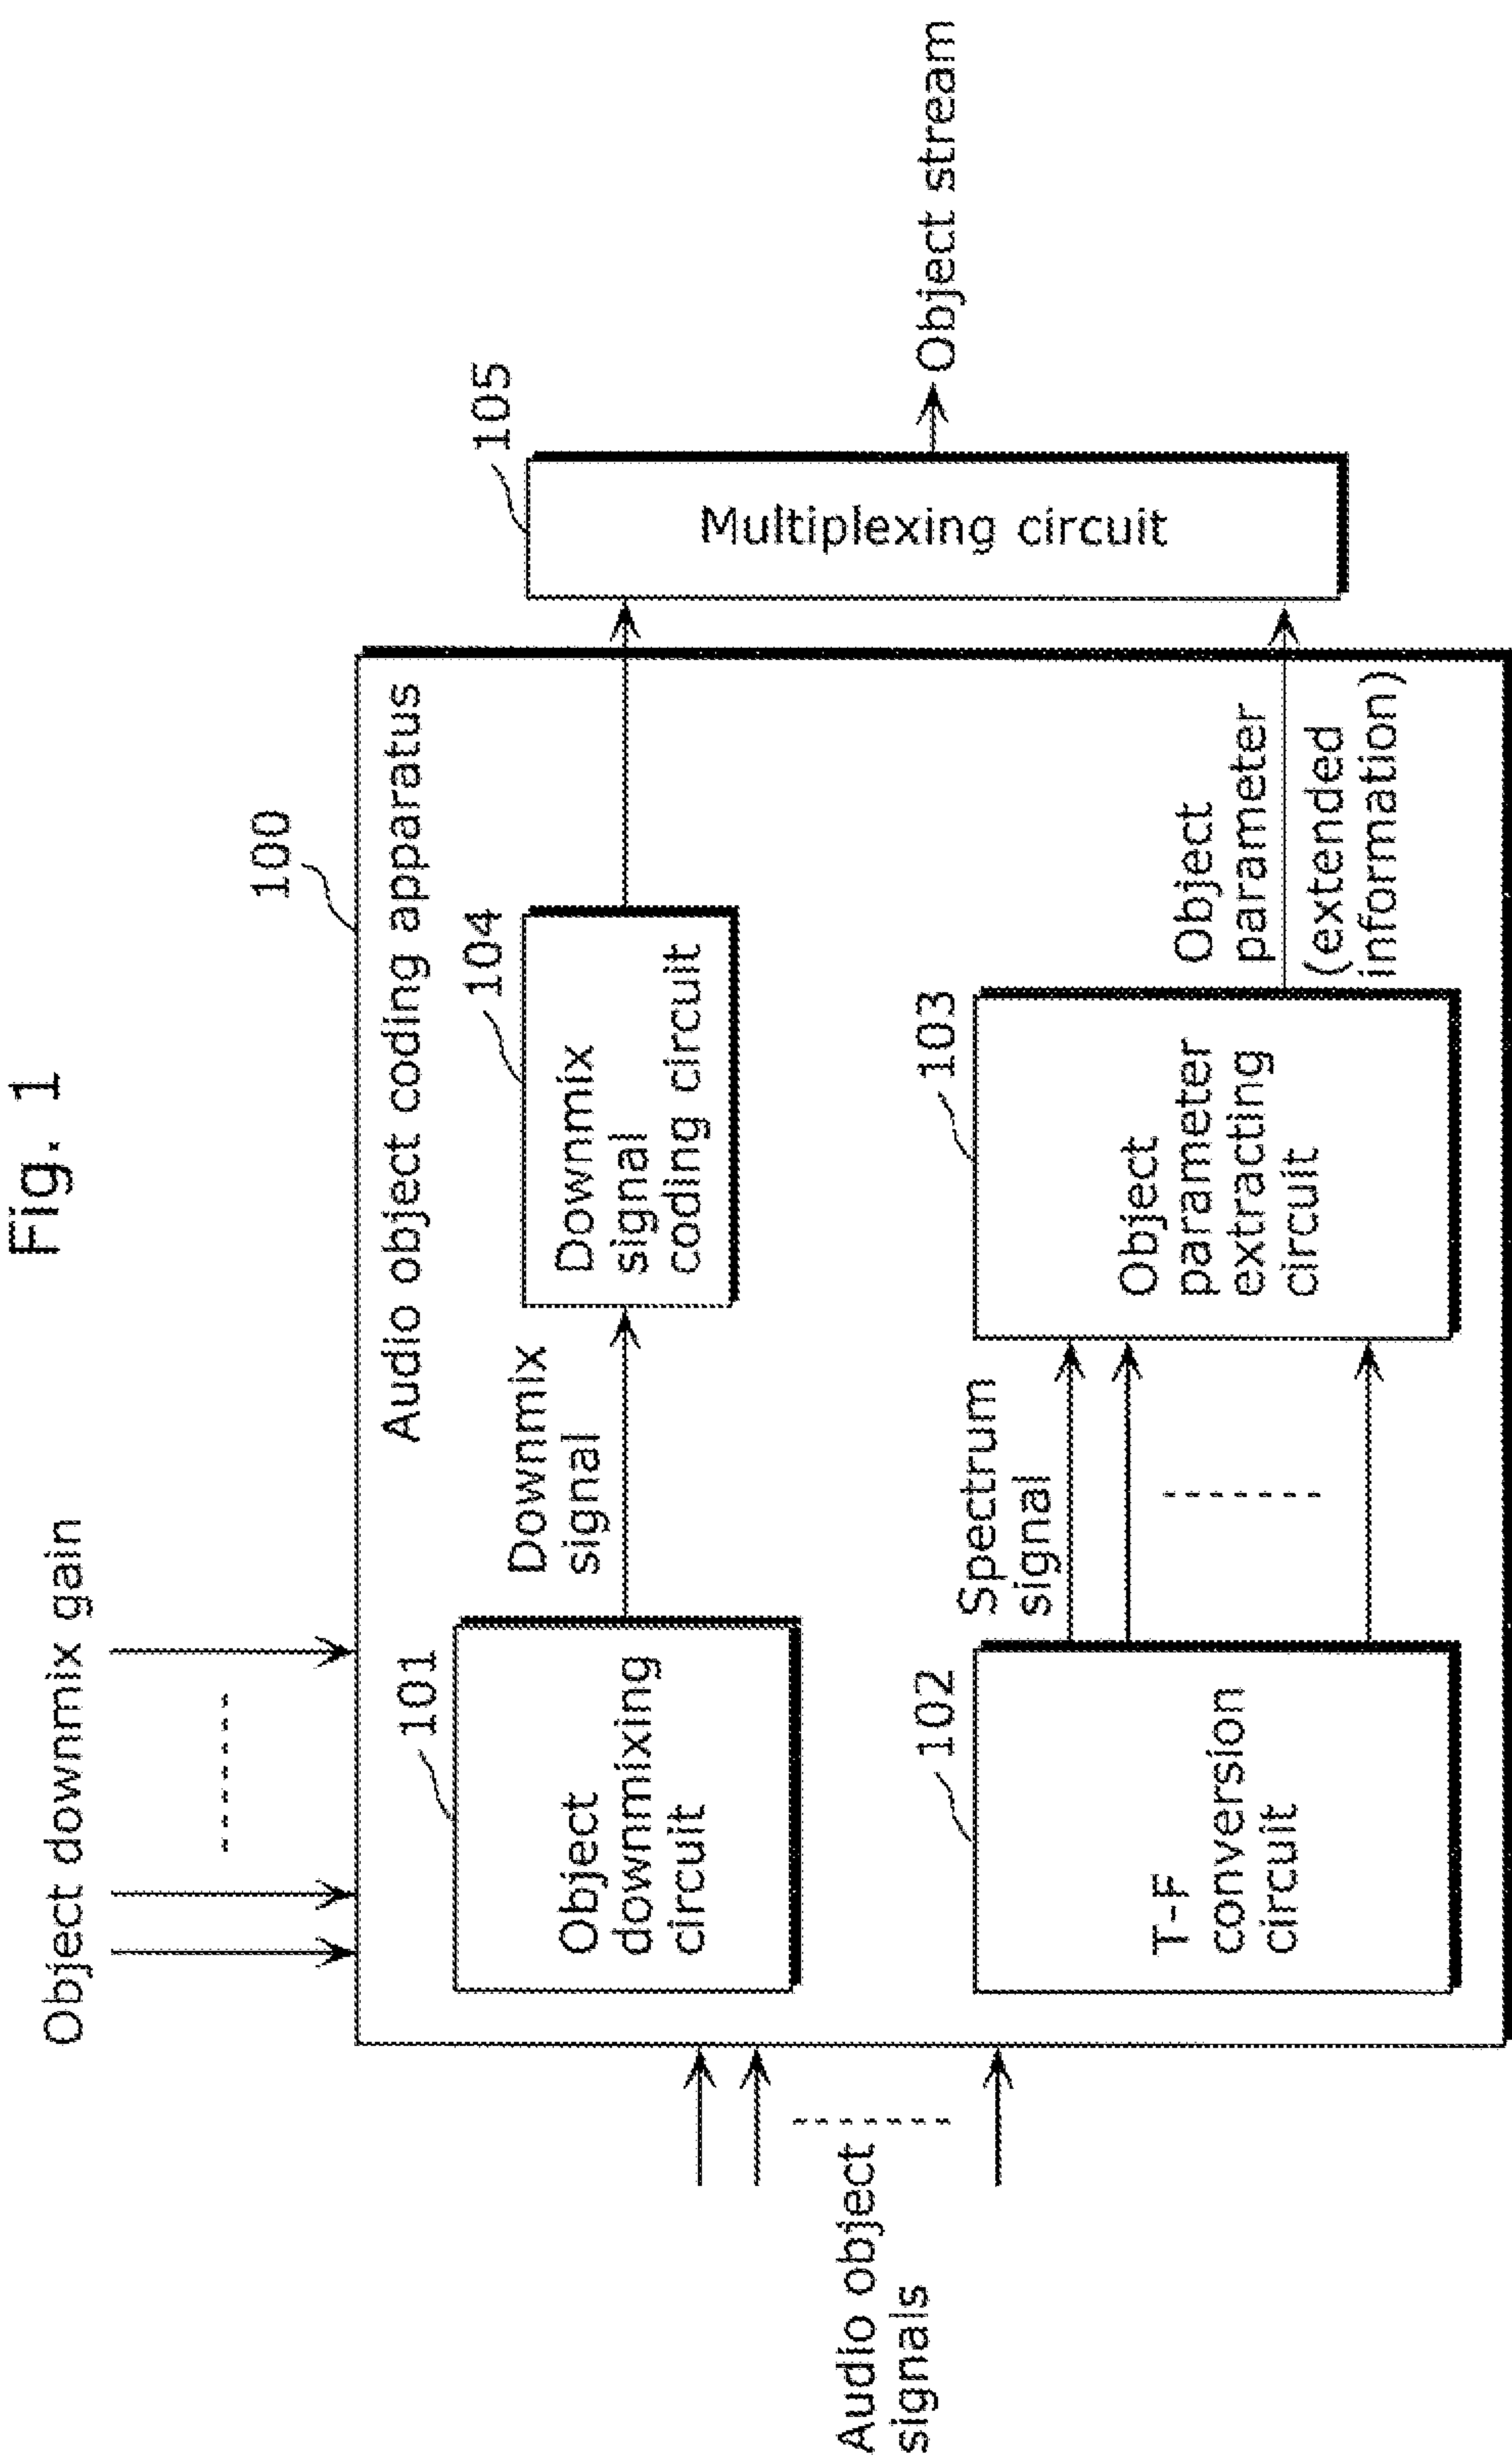 Fig. 1
Object downmix gain
100
Audio object coding apparatus
101
Object
downmixing
circuit
Downmix
signal
104
Downmix
signal
coding circuit
105
Multiplexing circuit
Object stream
Audio object
signals
102
T-F
conversion
circuit
Spectrum
signal
103
Object
parameter
extracting
circuit
Object
parameter
(extended
information)